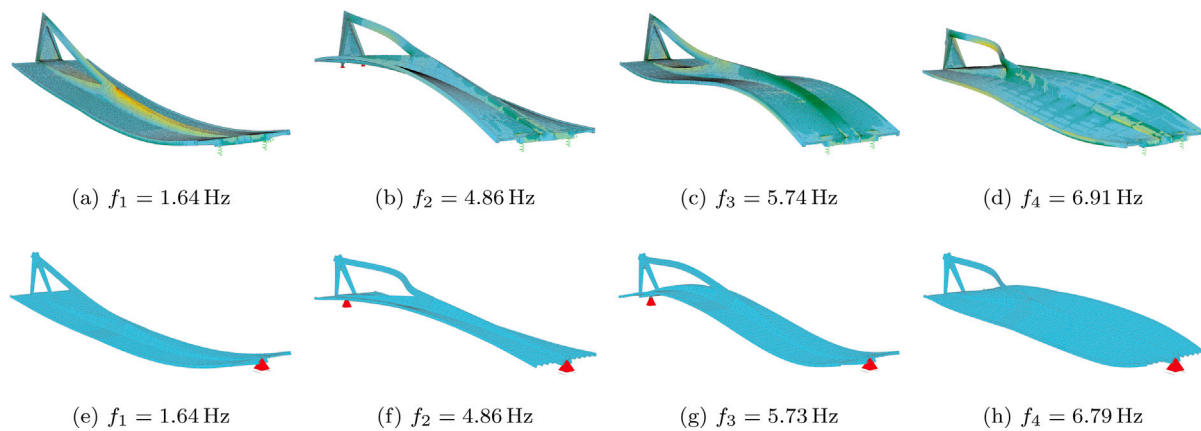 (a) f₁ = 1.64 Hz
(b) f₂ = 4.86 Hz
(c) f₃ = 5.74 Hz
(d) f₄ = 6.91 Hz
(e) f₁ = 1.64 Hz
(f) f₂ = 4.86 Hz
(g) f₃ = 5.73 Hz
(h) f₄ = 6.79 Hz